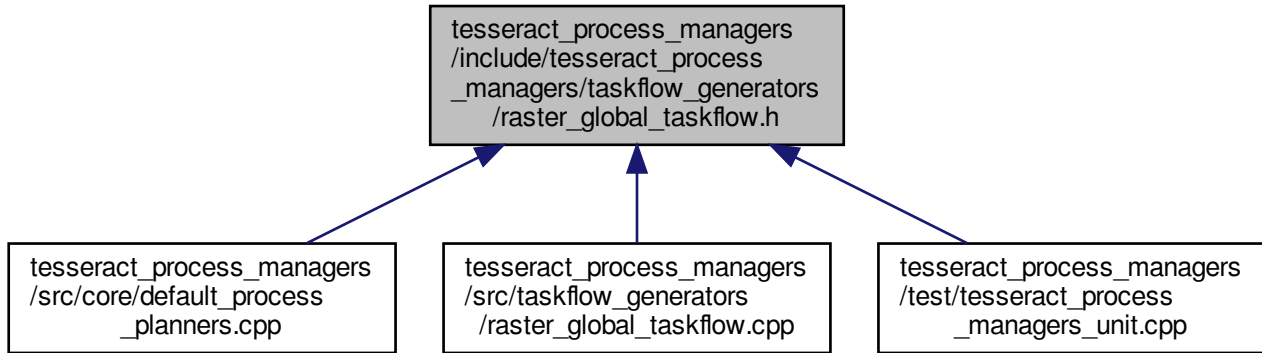 tesseract_process_managers
/include/tesseract_process
_managers/taskflow_generators
/raster_global_taskflow.h
tesseract_process_managers
/src/core/default_process
_planners.cpp
tesseract_process_managers
/src/taskflow_generators
/raster_global_taskflow.cpp
tesseract_process_managers
/test/tesseract_process
_managers_unit.cpp